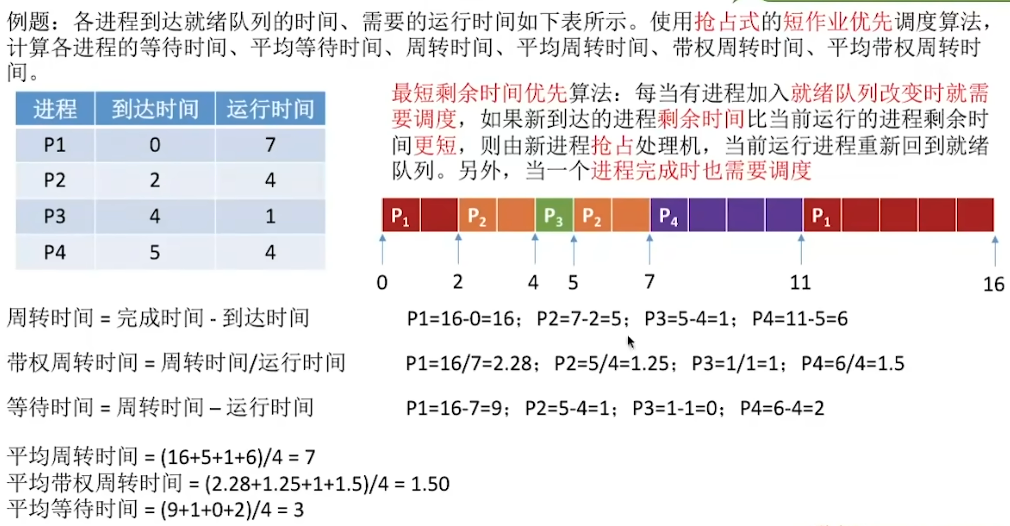 例题：各进程到达就绪队列的时间、需要的运行时间如下表所示。使用抢占式的短作业优先调度算法，
计算各进程的等待时间、平均等待时间、周转时间、平均周转时间、带权周转时间、平均带权周转时
间。
进程 到达时间 运行时间
P1 0 7
P2 2 4
P3 4 1
P4 5 4
最短剩余时间优先算法：每当有进程加入就绪队列改变时就需
要调度，如果新到达的进程剩余时间比当前运行的进程剩余时
间更短，则由新进程抢占处理机，当前运行进程重新回到就绪
队列。另外，当一个进程完成时也需要调度
P1 P2 P3 P2 P4 P1
0 2 4 5 7 11 16
周转时间 = 完成时间 - 到达时间 P1=16-0=16；P2=7-2=5；P3=5-4=1；P4=11-5=6
带权周转时间 = 周转时间/运行时间 P1=16/7=2.28；P2=5/4=1.25；P3=1/1=1；P4=6/4=1.5
等待时间 = 周转时间 – 运行时间 P1=16-7=9；P2=5-4=1；P3=1-1=0；P4=6-4=2
平均周转时间 = (16+5+1+6)/4 = 7
平均带权周转时间 = (2.28+1.25+1+1.5)/4 = 1.50
平均等待时间 = (9+1+0+2)/4 = 3